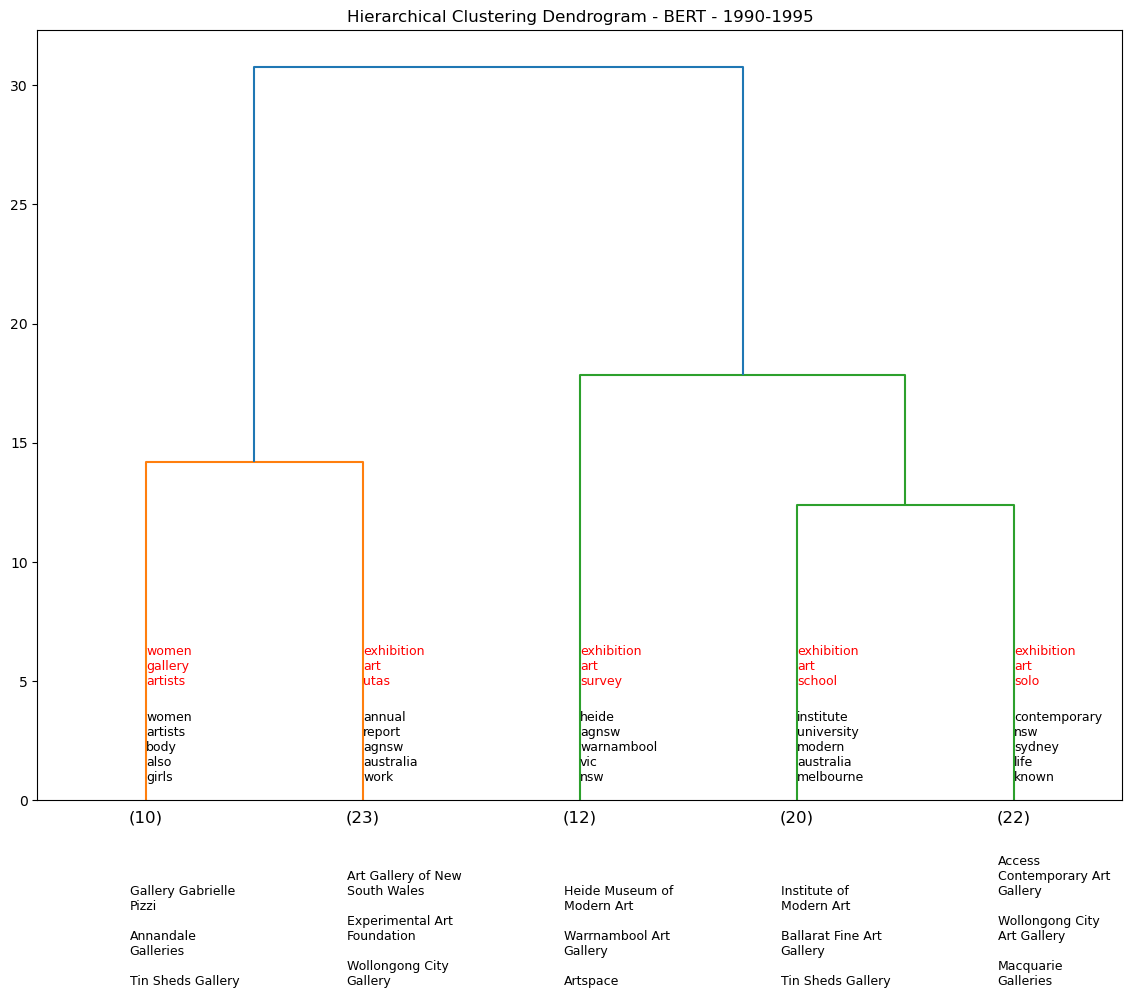 Hierarchical Clustering Dendrogram - BERT - 1990-1995
30
25
20
15
10
5
0
women
gallery
artists
women
artists
body
also
girls
exhibition
art
utas
annual
report
agnsw
australia
work
exhibition
art
survey
heide
agnsw
warnambool
vic
nsw
exhibition
art
school
institute
university
modern
australia
melbourne
exhibition
art
solo
contemporary
nsw
sydney
life
known
(10)
(23)
(12)
(20)
(22)
Gallery Gabrielle
Pizzi
Annandale
Galleries
Tin Sheds Gallery
Art Gallery of New
South Wales
Experimental Art
Foundation
Wollongong City
Gallery
Heide Museum of
Modern Art
Warrnambool Art
Gallery
Artspace
Institute of
Modern Art
Ballarat Fine Art
Gallery
Tin Sheds Gallery
Access
Contemporary Art
Gallery
Wollongong City
Art Gallery
Macquarie
Galleries